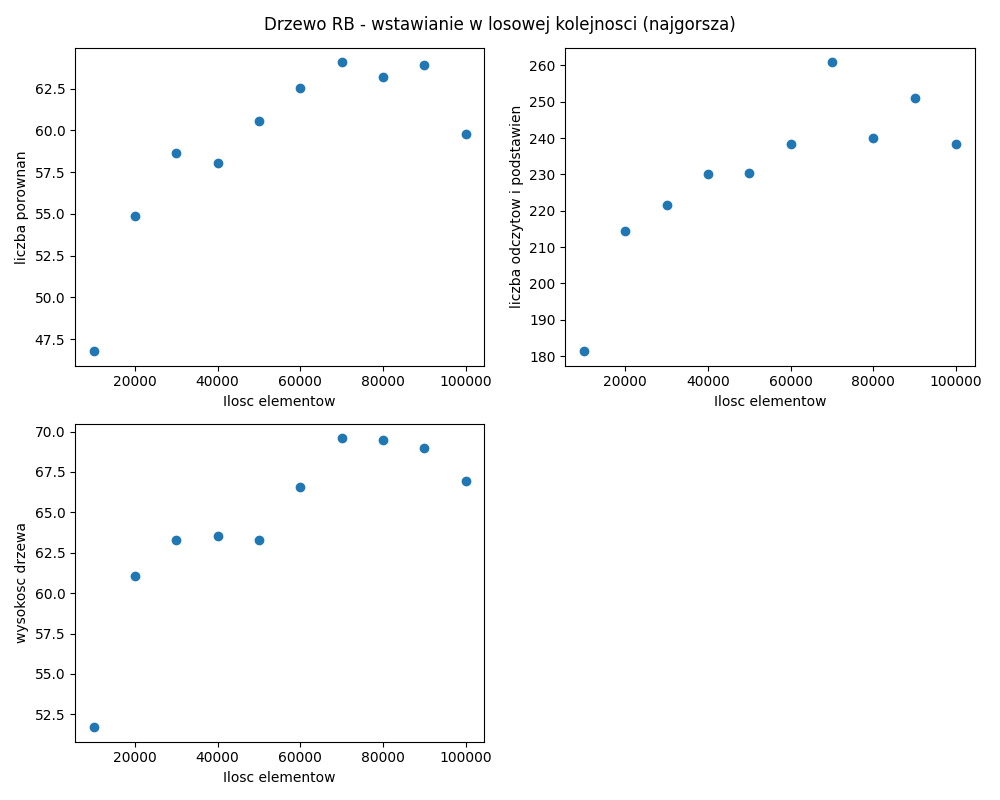 Drzewo RB - wstawianie w losowej kolejnosci (najgorsza)
liczba porownan
62.5
60.0
57.5
55.0
52.5
50.0
47.5
20000 40000 60000 80000 100000
Ilosc elementow
liczba odczytow i podstawien
260
250
240
230
220
210
200
190
180
20000 40000 60000 80000 100000
Ilosc elementow
wysokosc drzewa
70.0
67.5
65.0
62.5
60.0
57.5
55.0
52.5
20000 40000 60000 80000 100000
Ilosc elementow